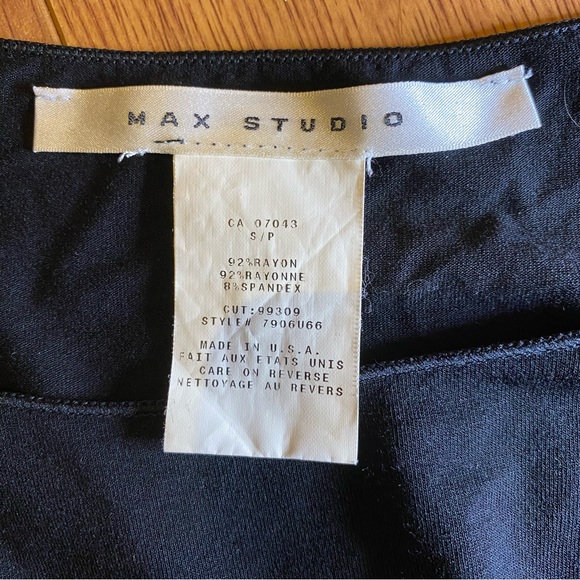 MAX STUDIO
CA 07043
S/P
92%RAYON
92%RAYONNE
8%SPANDEX
CUT:99309
STYLE# 7906U66
MADE IN U.S.A.
FAIT AUX ETATS UNIS
CARE ON REVERSE
NETTOYAGE AU REVERS